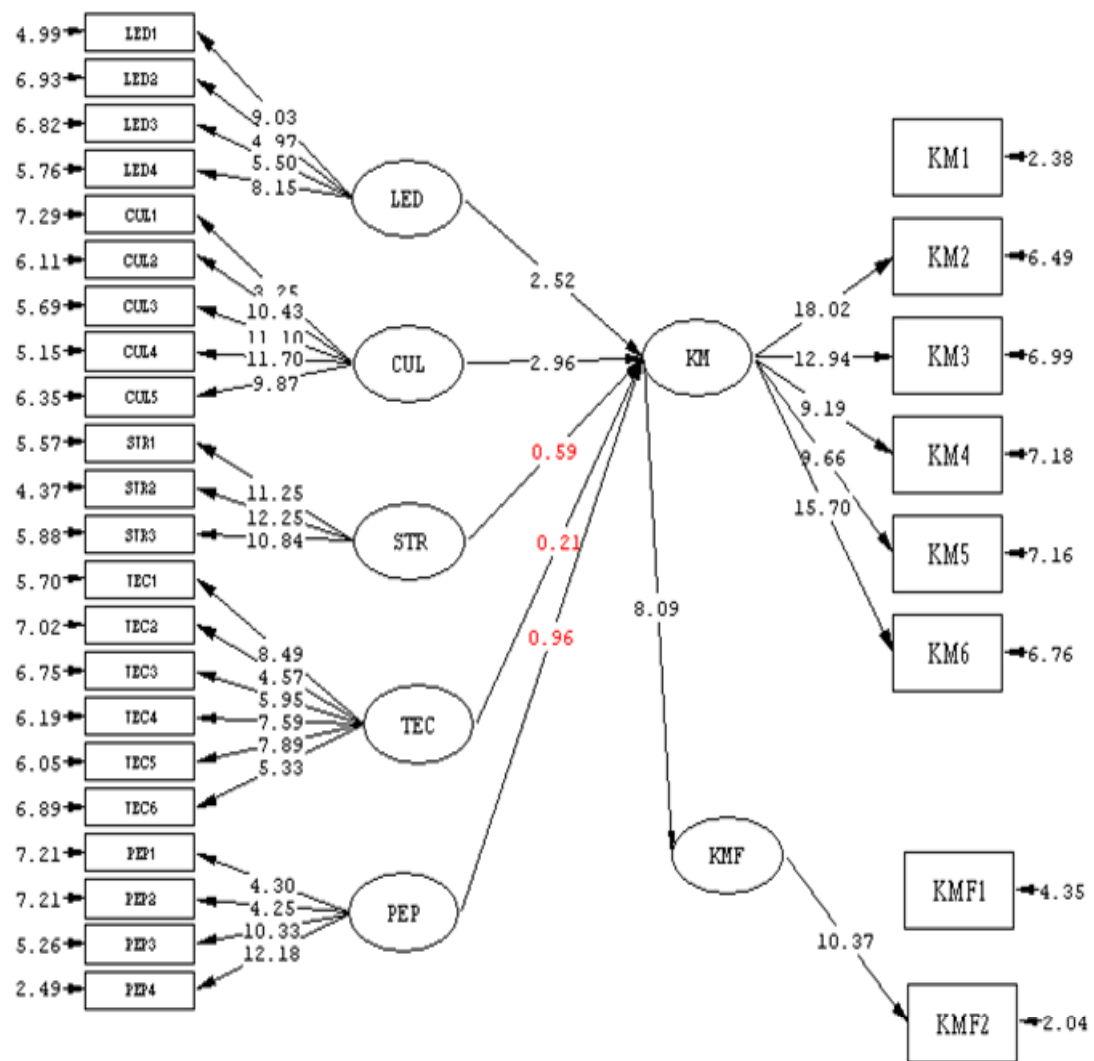 4.99 LED1
6.93 LED2
6.82 LED3
5.76 LED4
7.29 CUL1
6.11 CUL2
5.69 CUL3
5.15 CUL4
6.35 CUL5
5.57 STR1
4.37 STR2
5.88 STR3
5.70 TEC1
7.02 TEC2
6.75 TEC3
6.19 TEC4
6.05 TEC5
6.89 TEC6
7.21 PEP1
7.21 PEP2
5.26 PEP3
2.49 PEP4
9.03
4.97
5.50
8.15
3.25
10.43
11.10
11.70
9.87
11.25
12.25
10.84
8.49
4.57
5.95
7.59
7.89
5.33
4.30
4.25
10.33
12.18
LED
CUL
STR
TEC
PEP
2.52
2.96
0.59
0.21
0.96
KM
8.09
KMF
18.02
12.94
9.19
9.66
15.70
10.37
KM1 2.38
KM2 6.49
KM3 6.99
KM4 7.18
KM5 7.16
KM6 6.76
KMF1 4.35
KMF2 2.04